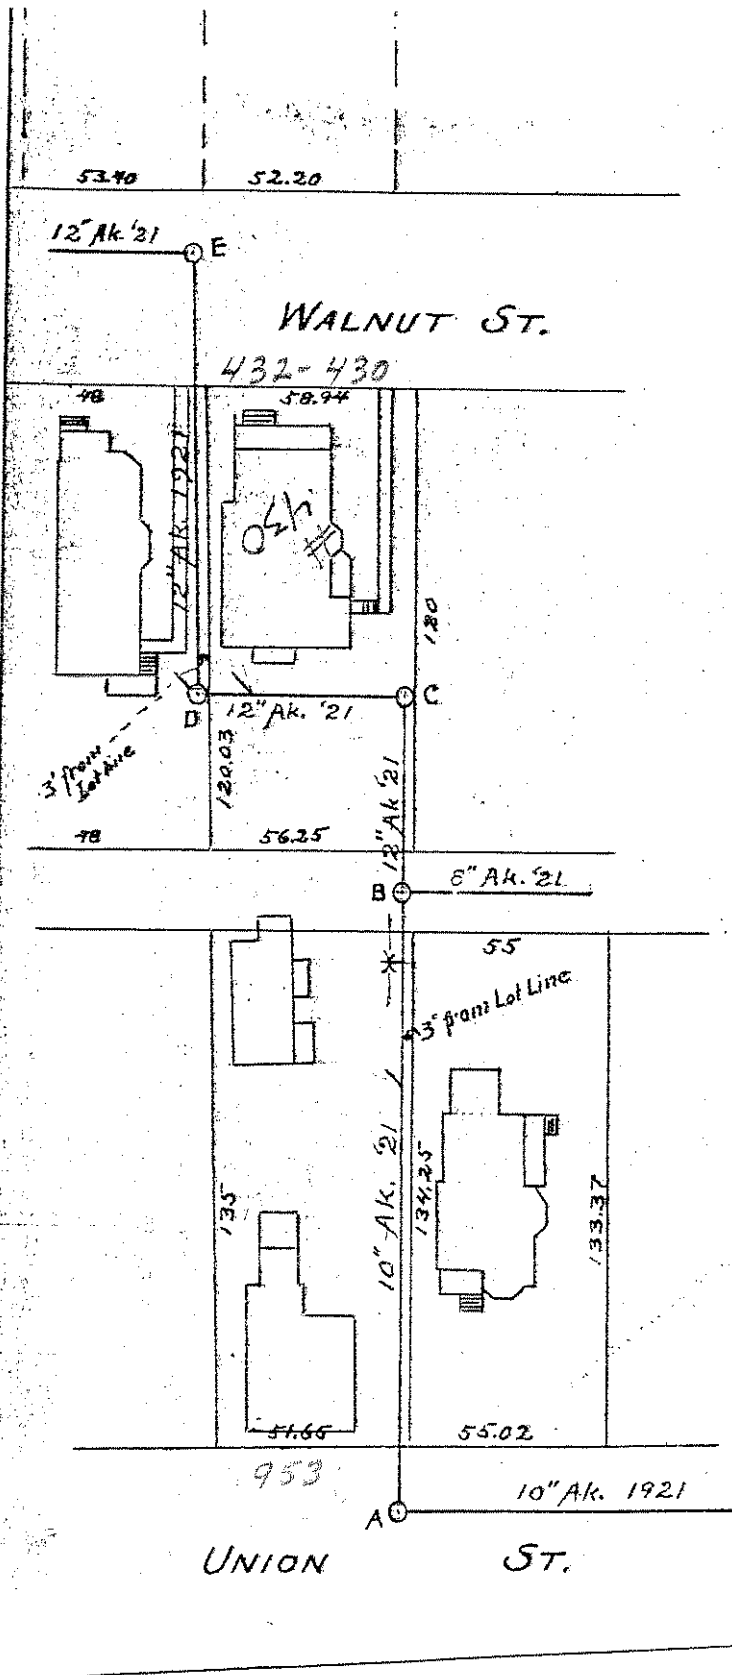 53.40 52.20
12" Ak. '21 E
WALNUT ST.
432-430
48 58.94
12" Ak. 1921
#430
180
D 12" Ak. '21 C
3' from
Lot Line
120.03
12" Ak '21
48 56.25
B 8" Ak. '21
55
3' from Lot Line
10" Ak. '21
135
134.25
133.37
51.65 55.02
953
A 10" Ak. 1921
UNION ST.